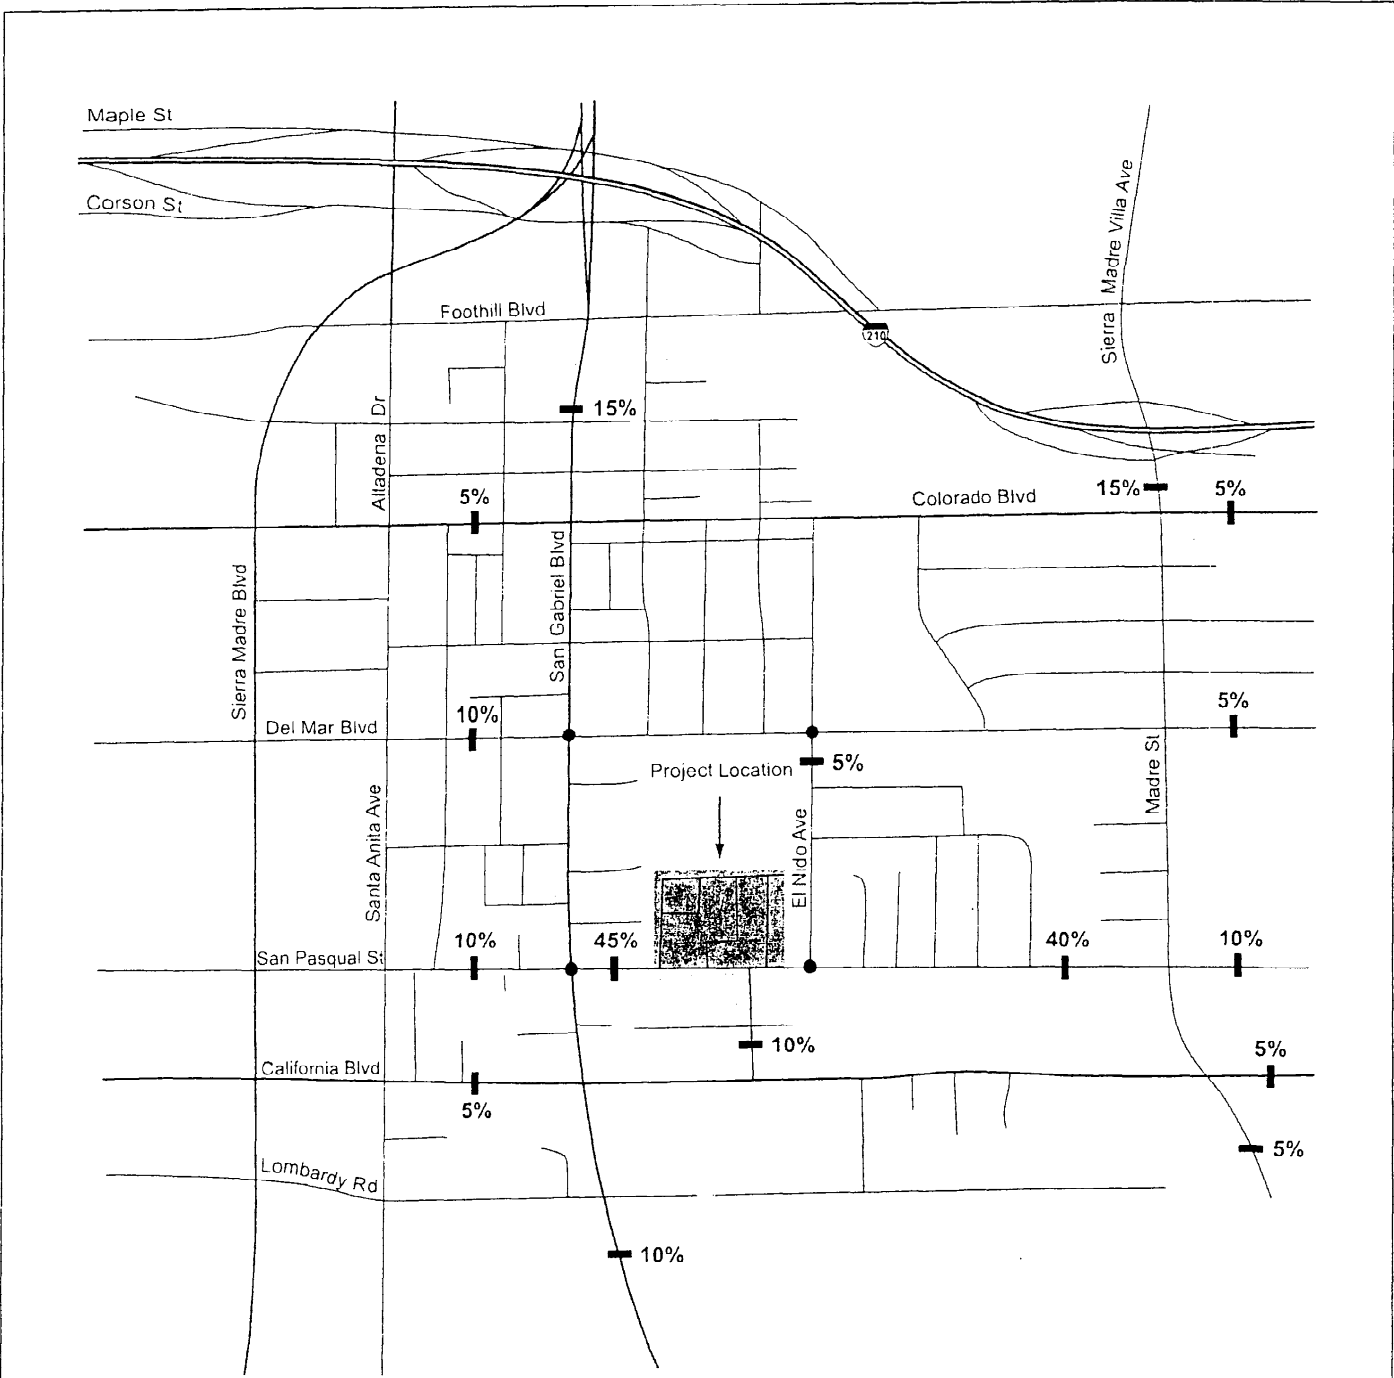 Maple St
Corson St
Sierra Madre Villa Ave
Foothill Blvd
210
15%
Altadena Dr
5%
Colorado Blvd
15%
5%
San Gabriel Blvd
Sierra Madre Blvd
10%
Del Mar Blvd
5%
Project Location
5%
Madre St
Santa Anita Ave
El Nido Ave
San Pasqual St
10%
45%
40%
10%
10%
California Blvd
5%
5%
Lombardy Rd
5%
10%